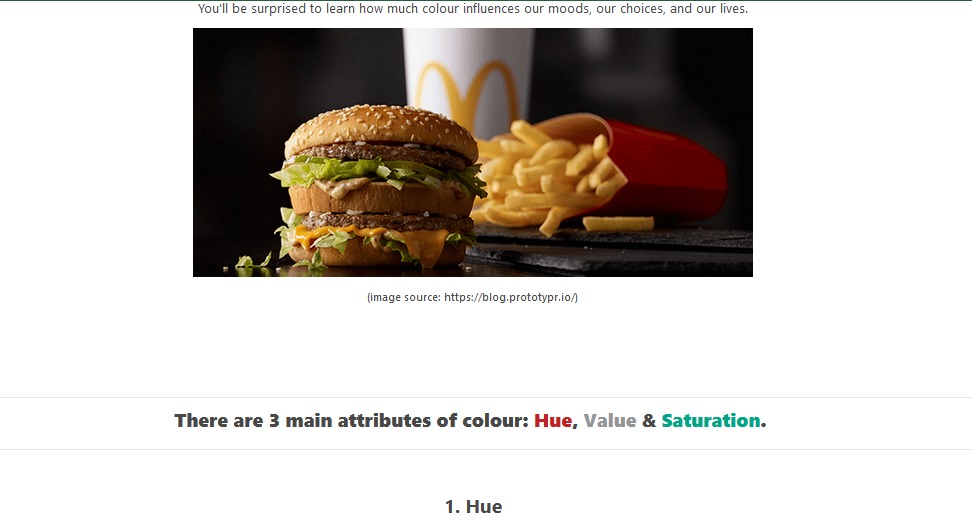 You'll be surprised to learn how much colour influences our moods, our choices, and our lives.
(image source: https://blog.prototypr.io/)
There are 3 main attributes of colour: Hue, Value & Saturation.
1. Hue